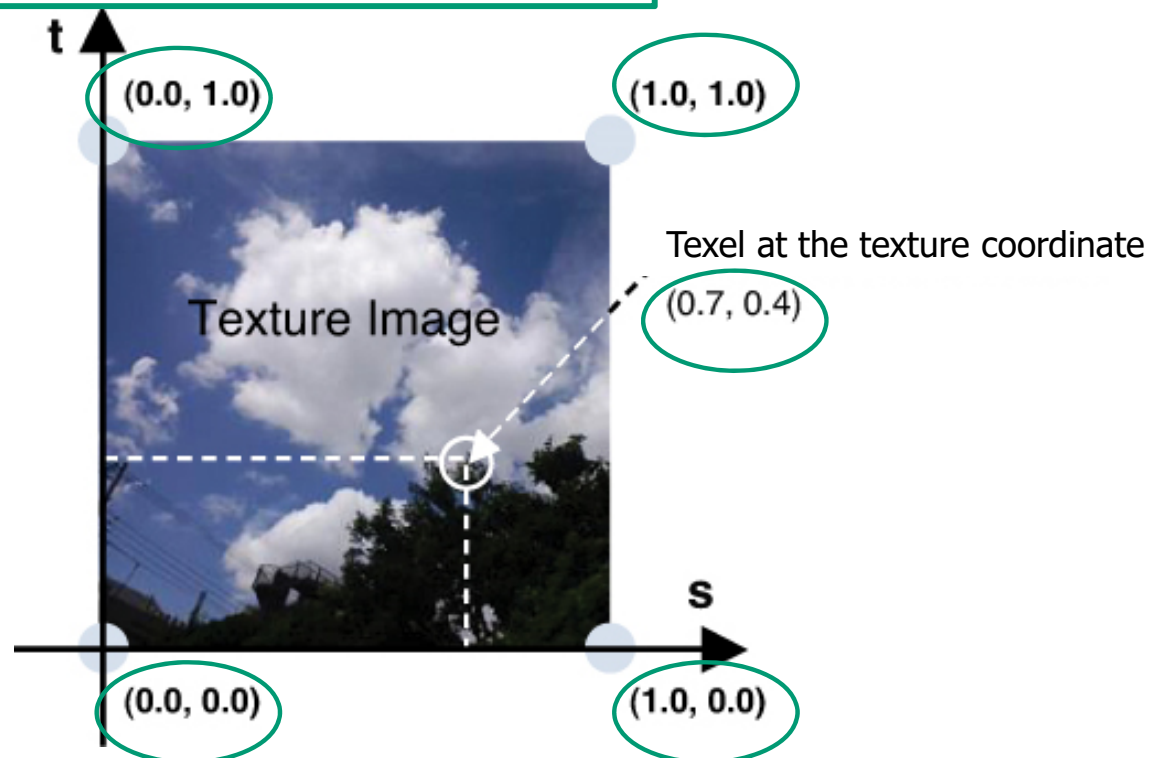 t
(0.0, 1.0)
(1.0, 1.0)
Texel at the texture coordinate
(0.7, 0.4)
Texture Image
s
(0.0, 0.0)
(1.0, 0.0)